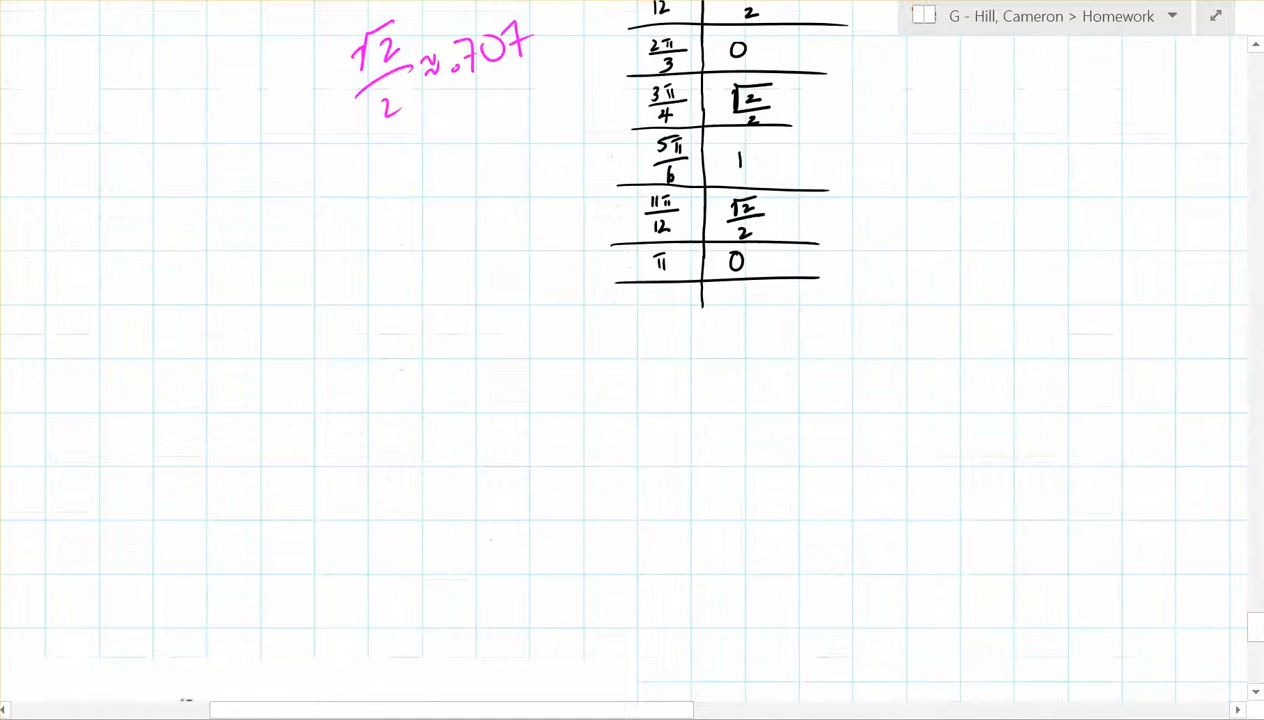 G - Hill, Cameron > Homework
√2/2 ≈ .707
12 | 2
2π/3 | 0
3π/4 | √2/2
5π/6 | 1
11π/12 | √2/2
π | 0